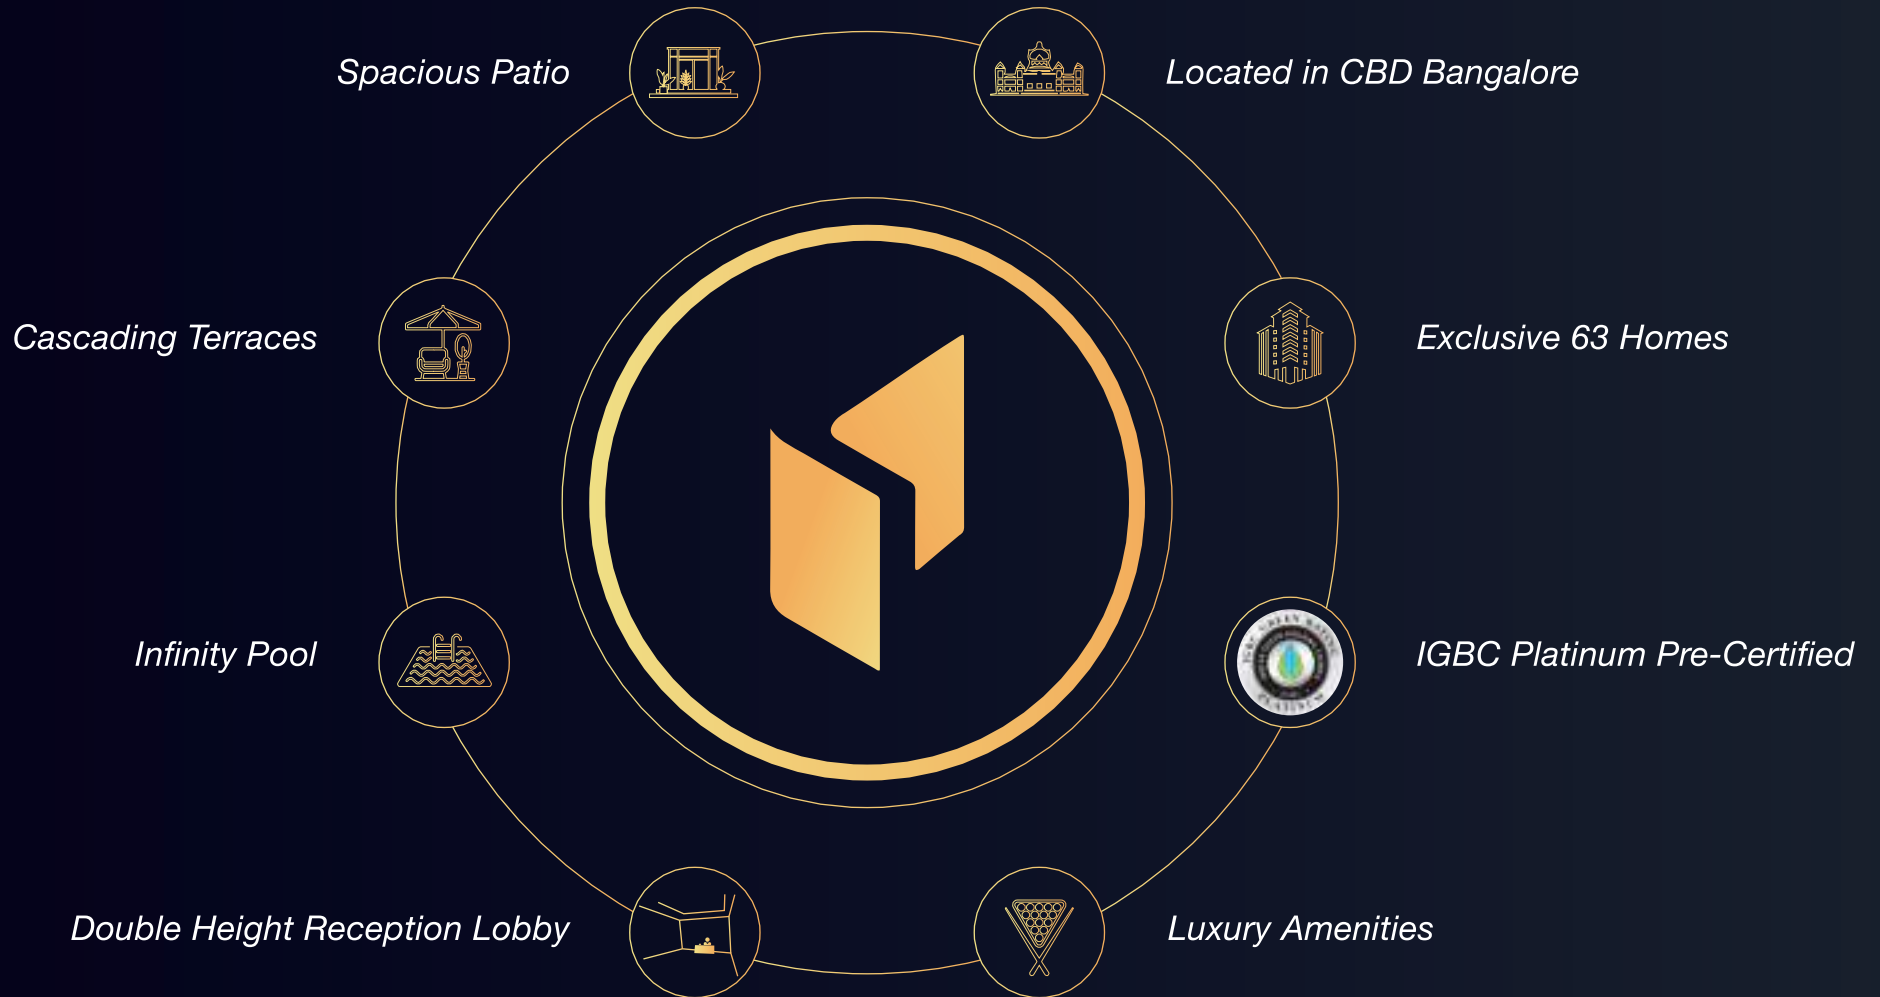 Spacious Patio
Located in CBD Bangalore
Cascading Terraces
Exclusive 63 Homes
Infinity Pool
IGBC Platinum Pre-Certified
Double Height Reception Lobby
Luxury Amenities